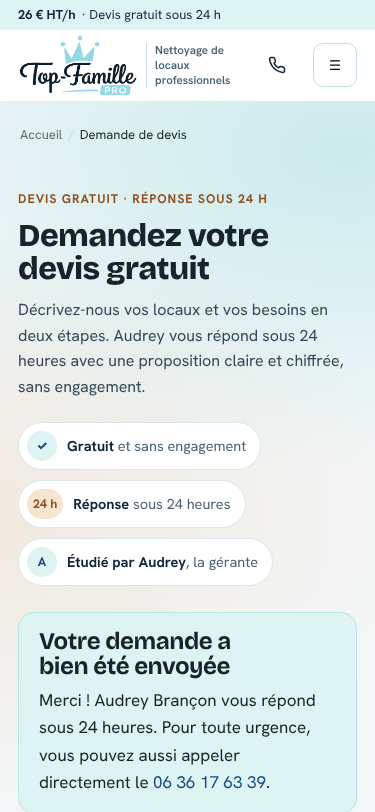 26 € HT/h · Devis gratuit sous 24 h
Top-Famille
PRO
Nettoyage de
locaux
professionnels
Accueil / Demande de devis
DEVIS GRATUIT · RÉPONSE SOUS 24 H
Demandez votre
devis gratuit
Décrivez-nous vos locaux et vos besoins en
deux étapes. Audrey vous répond sous 24
heures avec une proposition claire et chiffrée,
sans engagement.
✓ Gratuit et sans engagement
24 h Réponse sous 24 heures
A Étudié par Audrey, la gérante
Votre demande a
bien été envoyée
Merci ! Audrey Brançon vous répond
sous 24 heures. Pour toute urgence,
vous pouvez aussi appeler
directement le 06 36 17 63 39.